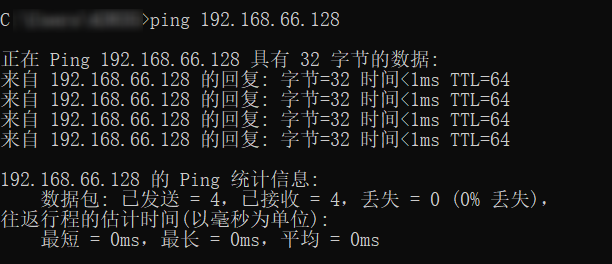 C >ping 192.168.66.128
正在 Ping 192.168.66.128 具有 32 字节的数据:
来自 192.168.66.128 的回复: 字节=32 时间<1ms TTL=64
来自 192.168.66.128 的回复: 字节=32 时间<1ms TTL=64
来自 192.168.66.128 的回复: 字节=32 时间<1ms TTL=64
来自 192.168.66.128 的回复: 字节=32 时间<1ms TTL=64
192.168.66.128 的 Ping 统计信息:
数据包: 已发送 = 4，已接收 = 4，丢失 = 0 (0% 丢失)，
往返行程的估计时间(以毫秒为单位):
最短 = 0ms，最长 = 0ms，平均 = 0ms